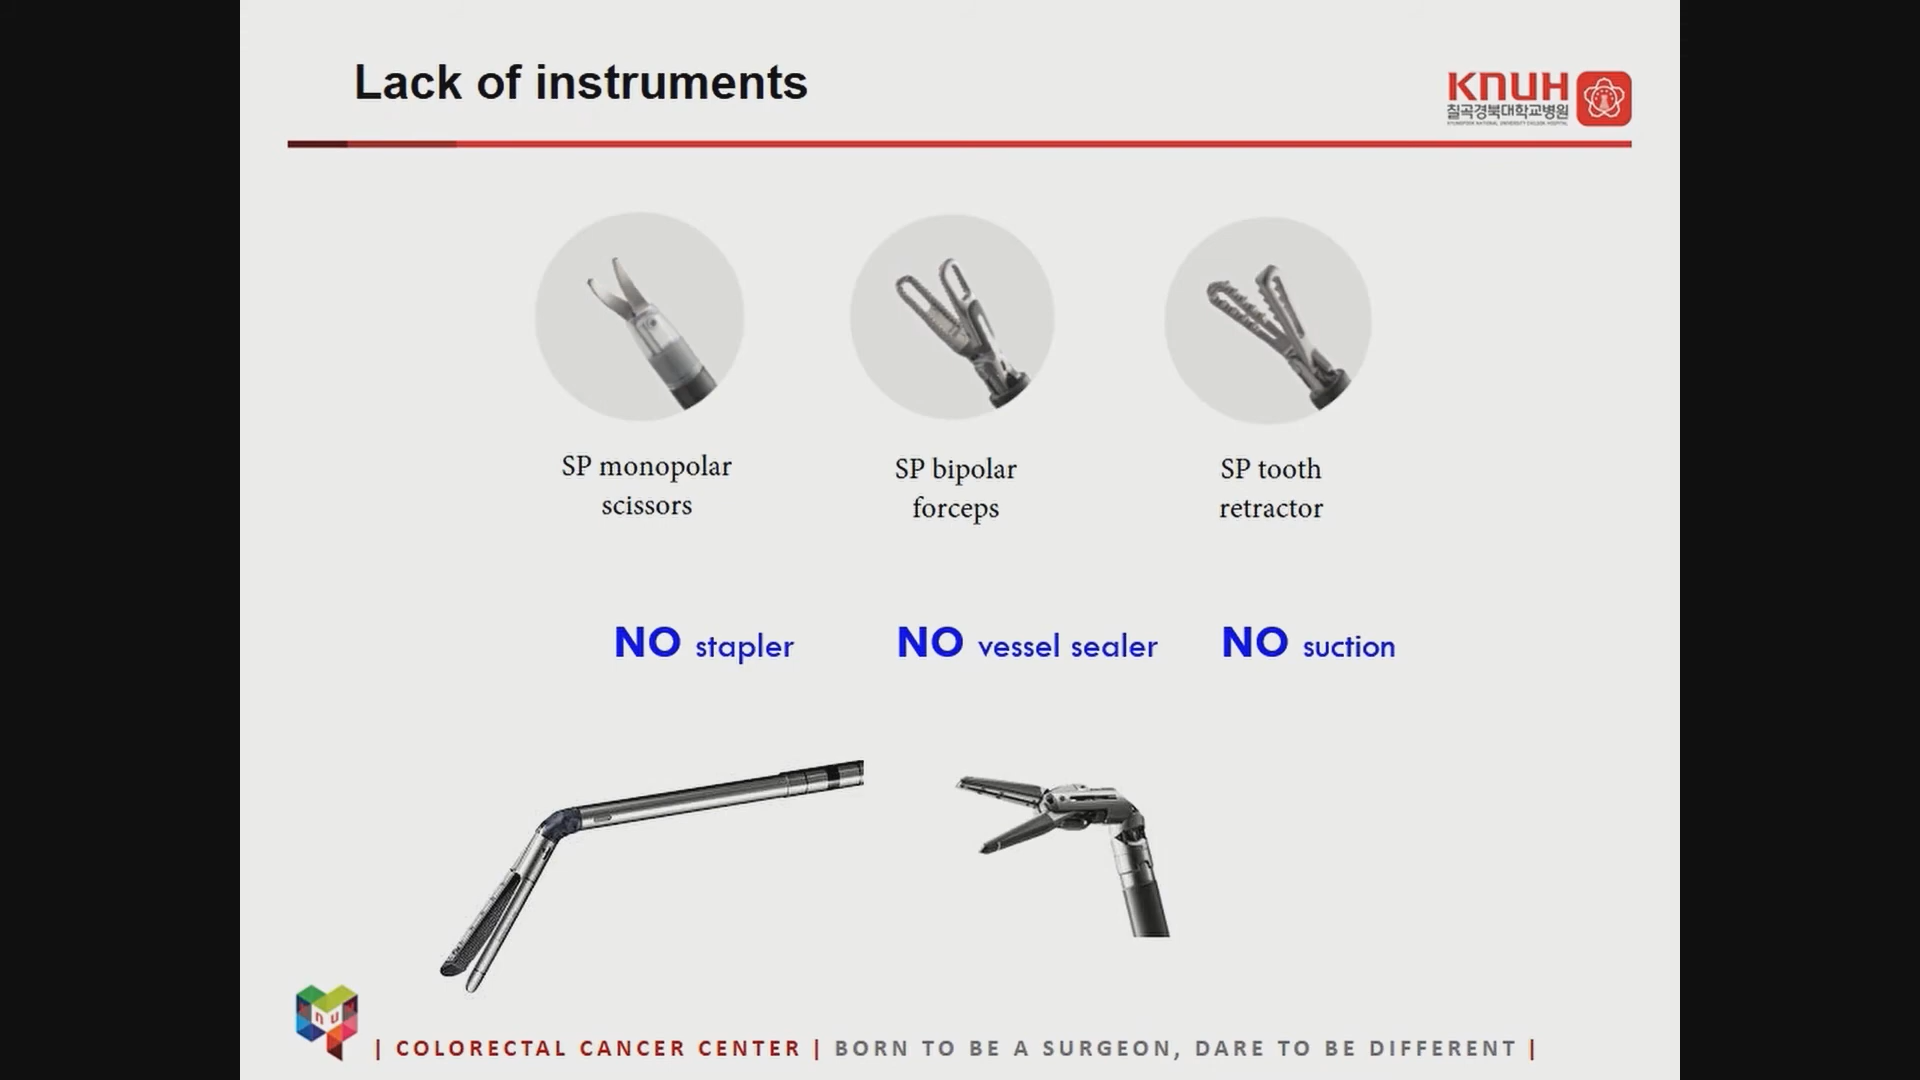 Lack of instruments
KNUH
칠곡경북대학교병원
SP monopolar
scissors
SP bipolar
forceps
SP tooth
retractor
NO stapler
NO vessel sealer
NO suction
| COLORECTAL CANCER CENTER | BORN TO BE A SURGEON, DARE TO BE DIFFERENT |